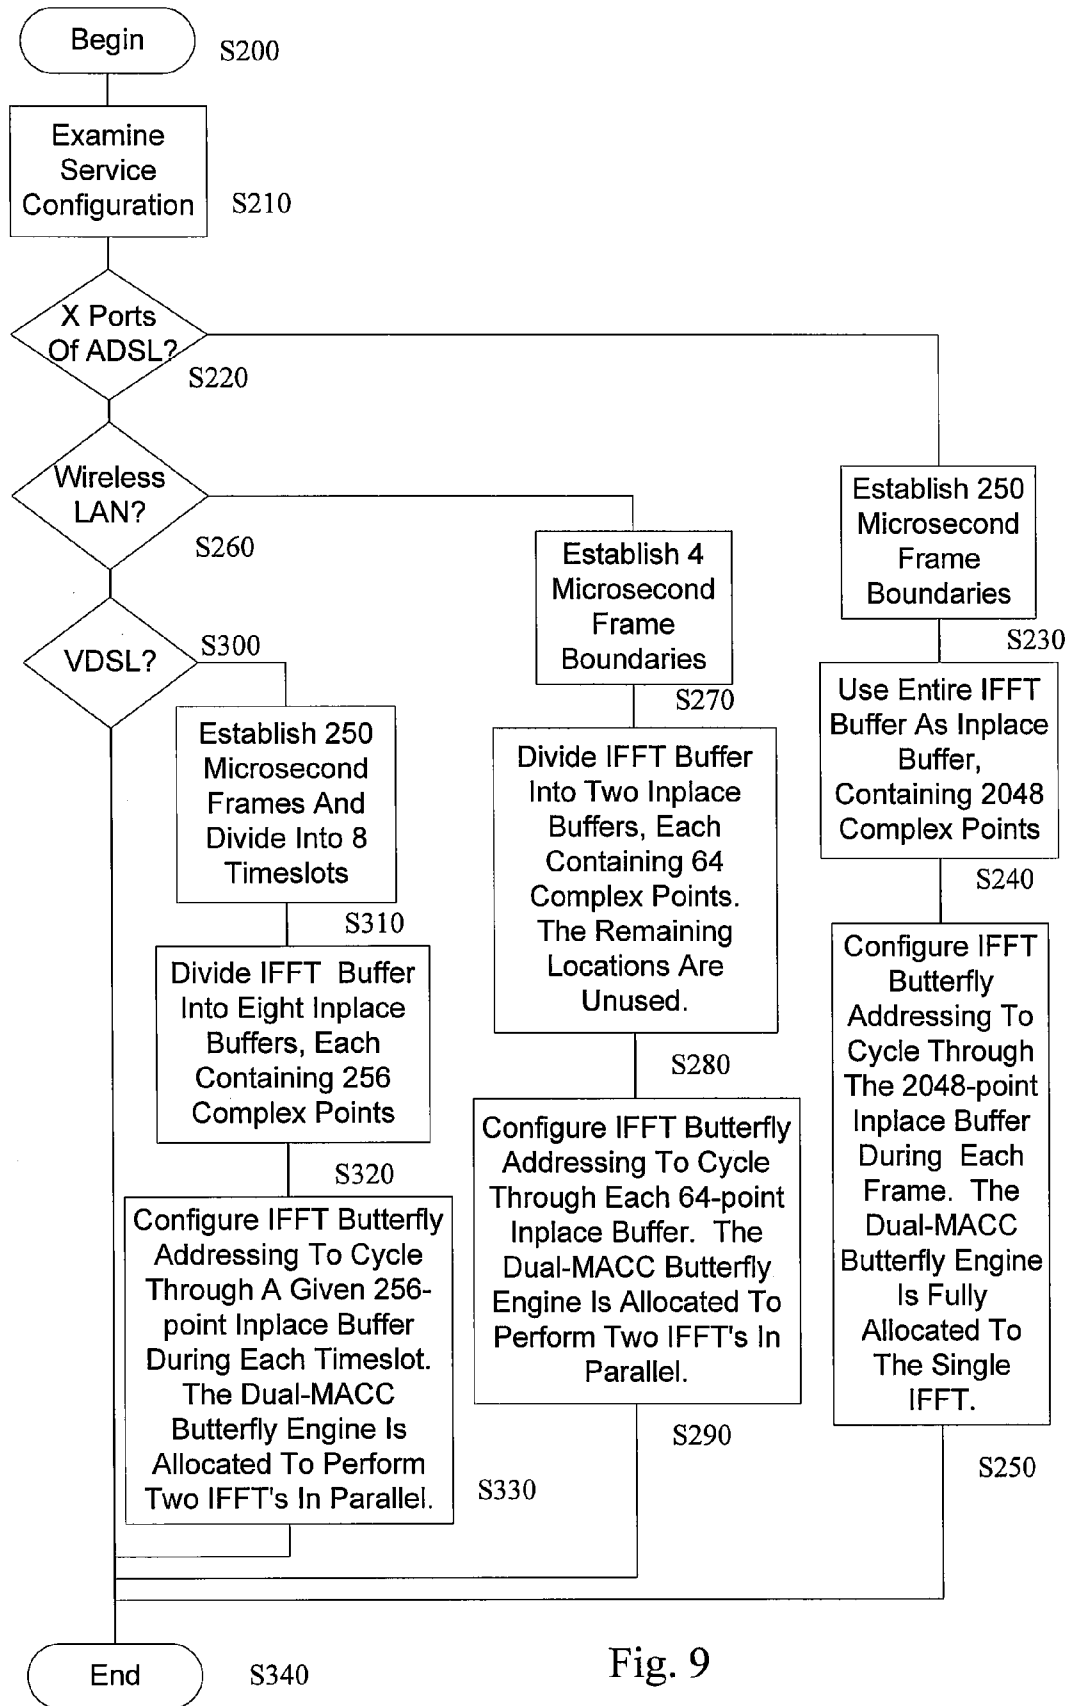 Begin
S200
Examine
Service
Configuration
S210
X Ports
Of ADSL?
S220
Wireless
LAN?
S260
VDSL?
S300
Establish 250
Microsecond
Frames And
Divide Into 8
Timeslots
S310
Divide IFFT Buffer
Into Eight Inplace
Buffers, Each
Containing 256
Complex Points
S320
Configure IFFT Butterfly
Addressing To Cycle
Through A Given 256-
point Inplace Buffer
During Each Timeslot.
The Dual-MACC
Butterfly Engine Is
Allocated To Perform
Two IFFT's In Parallel.
S330
Establish 4
Microsecond
Frame
Boundaries
S270
Divide IFFT Buffer
Into Two Inplace
Buffers, Each
Containing 64
Complex Points.
The Remaining
Locations Are
Unused.
S280
Configure IFFT Butterfly
Addressing To Cycle
Through Each 64-point
Inplace Buffer. The
Dual-MACC Butterfly
Engine Is Allocated To
Perform Two IFFT's In
Parallel.
S290
Establish 250
Microsecond
Frame
Boundaries
S230
Use Entire IFFT
Buffer As Inplace
Buffer,
Containing 2048
Complex Points
S240
Configure IFFT
Butterfly
Addressing To
Cycle Through
The 2048-point
Inplace Buffer
During Each
Frame. The
Dual-MACC
Butterfly Engine
Is Fully
Allocated To
The Single
IFFT.
S250
End
S340
Fig. 9